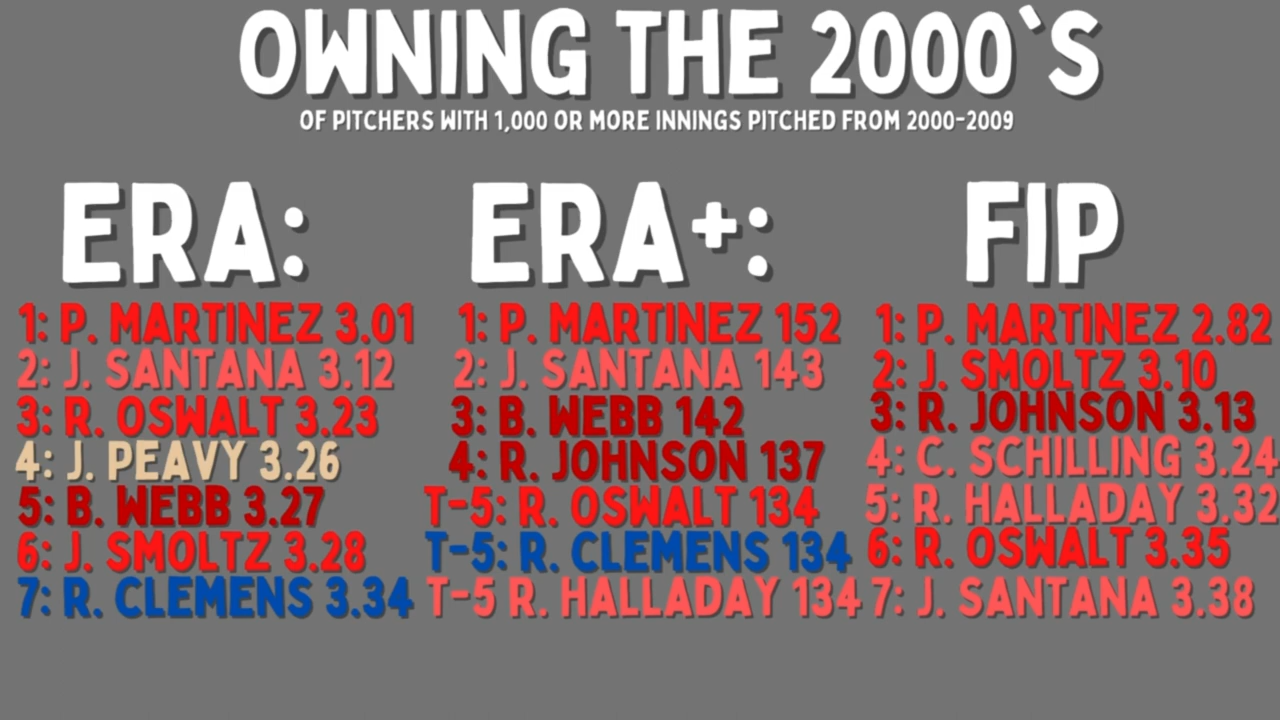 OWNING THE 2000`S
OF PITCHERS WITH 1,000 OR MORE INNINGS PITCHED FROM 2000-2009
ERA:
1: P. MARTINEZ 3.01
2: J. SANTANA 3.12
3: R. OSWALT 3.23
4: J. PEAVY 3.26
5: B. WEBB 3.27
6: J. SMOLTZ 3.28
7: R. CLEMENS 3.34
ERA+:
1: P. MARTINEZ 152
2: J. SANTANA 143
3: B. WEBB 142
4: R. JOHNSON 137
T-5: R. OSWALT 134
T-5: R. CLEMENS 134
T-5 R. HALLADAY 134
FIP
1: P. MARTINEZ 2.82
2: J. SMOLTZ 3.10
3: R. JOHNSON 3.13
4: C. SCHILLING 3.24
5: R. HALLADAY 3.32
6: R. OSWALT 3.35
7: J. SANTANA 3.38